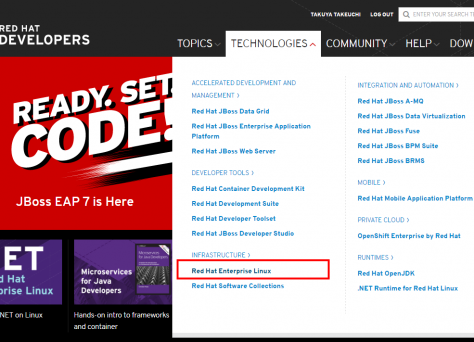 TAKUYA TAKEUCHI LOG OUT ENTER YOUR SEARCH TERM
RED HAT
DEVELOPERS
TOPICS TECHNOLOGIES COMMUNITY HELP DOW
ACCELERATED DEVELOPMENT AND
MANAGEMENT
Red Hat JBoss Data Grid
Red Hat JBoss Enterprise Application
Platform
Red Hat JBoss Web Server
DEVELOPER TOOLS
Red Hat Container Development Kit
Red Hat Development Suite
Red Hat Developer Toolset
Red Hat JBoss Developer Studio
INFRASTRUCTURE
Red Hat Enterprise Linux
Red Hat Software Collections
INTEGRATION AND AUTOMATION
Red Hat JBoss A-MQ
Red Hat JBoss Data Virtualization
Red Hat JBoss Fuse
Red Hat JBoss BPM Suite
Red Hat JBoss BRMS
MOBILE
Red Hat Mobile Application Platform
PRIVATE CLOUD
OpenShift Enterprise by Red Hat
RUNTIMES
Red Hat OpenJDK
.NET Runtime for Red Hat Linux
READY. SET.
CODE!
JBoss EAP 7 is Here
ET
d Hat
prise Linux
.NET on Linux
Microservices
for Java
Developers
Hands-on intro to frameworks
and container